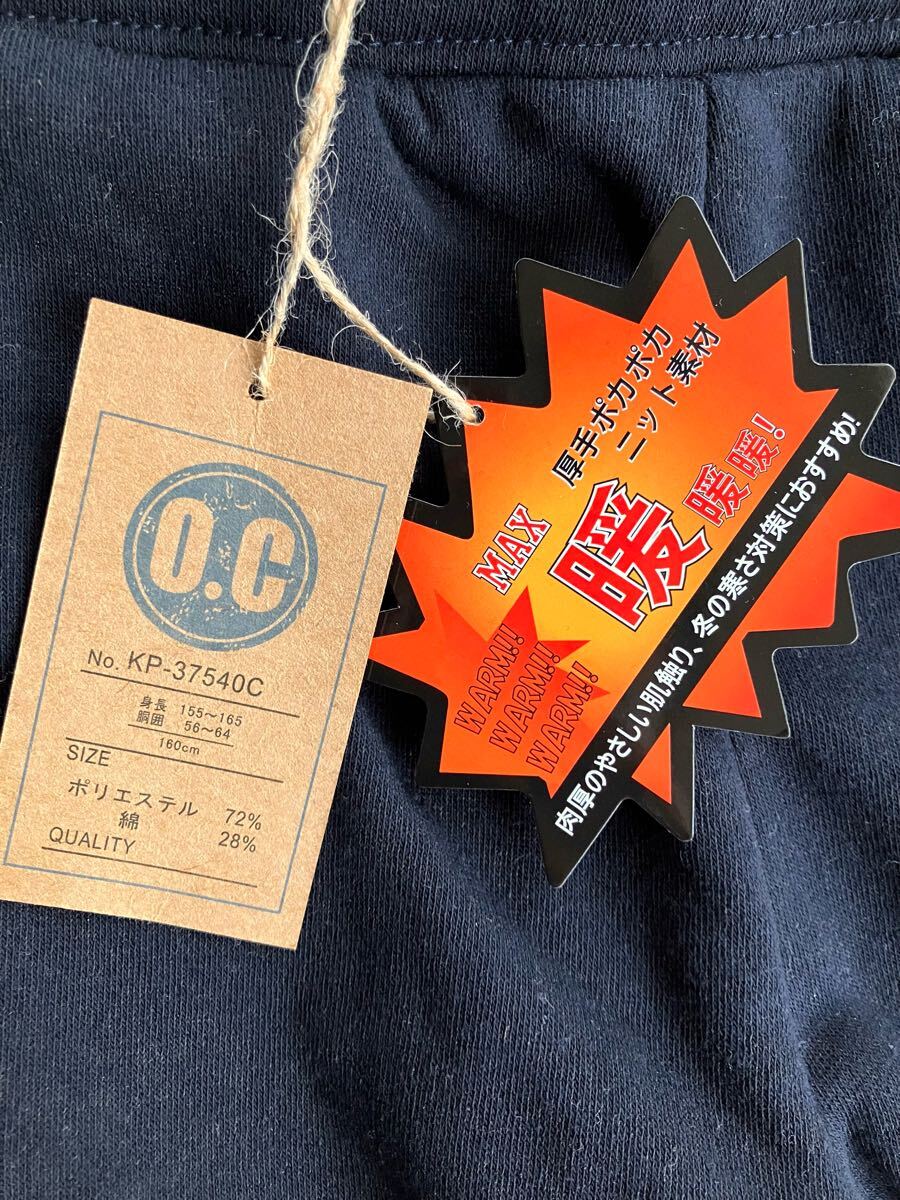 O.C
No. KP-37540C
身長 155〜165
胴囲 56〜64
160cm
SIZE
ポリエステル 72%
綿 28%
QUALITY
厚手ポカポカ
ニット素材
MAX
暖暖暖!
WARM!!
WARM!!
WARM!!
肉厚のやさしい肌触り、冬の寒さ対策におすすめ!